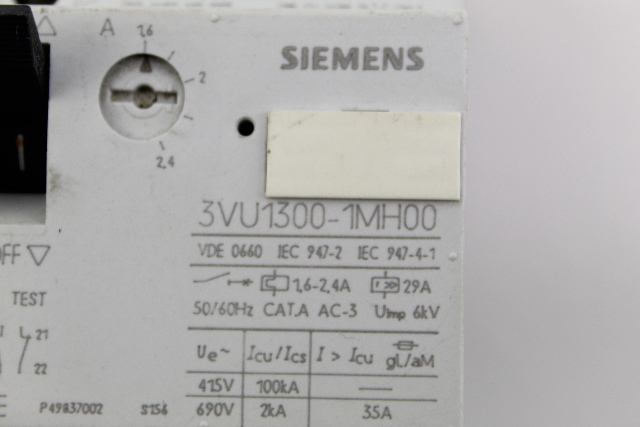 A
1,6
2
2,4
SIEMENS
3VU1300-1MH00
VDE 0660 IEC 947-2 IEC 947-4-1
1,6-2,4A I>> 29A
50/60Hz CAT.A AC-3 Uimp 6kV
OFF
TEST
21
22
Ue~ Icu/Ics I > Icu gL/aM
415V 100kA —
690V 2kA 35A
P49837002 S156